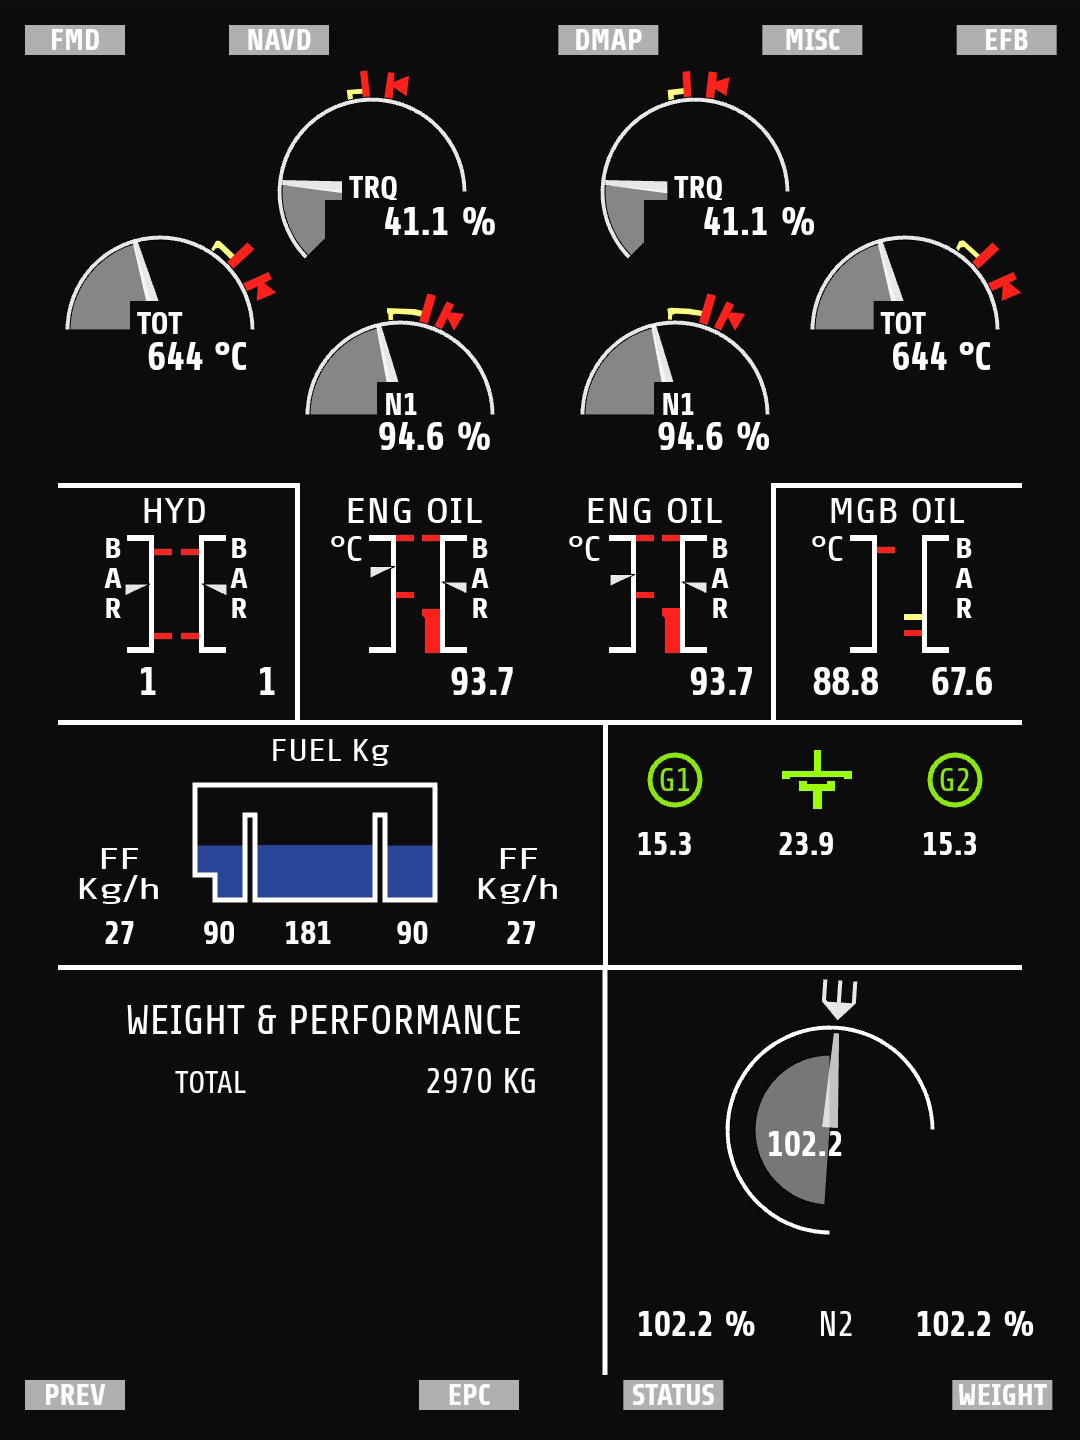 FMD NAVD DMAP MISC EFB
TRQ TRQ
41.1 % 41.1 %
TOT TOT
644 °C 644 °C
N1 N1
94.6 % 94.6 %
HYD ENG OIL ENG OIL MGB OIL
B B °C B °C B °C B
A A A A A
R R R R R
1 1 93.7 93.7 88.8 67.6
FUEL Kg
G1 G2
15.3 23.9 15.3
FF FF
Kg/h Kg/h
27 90 181 90 27
WEIGHT & PERFORMANCE
TOTAL 2970 KG
102.2
102.2 % N2 102.2 %
PREV EPC STATUS WEIGHT